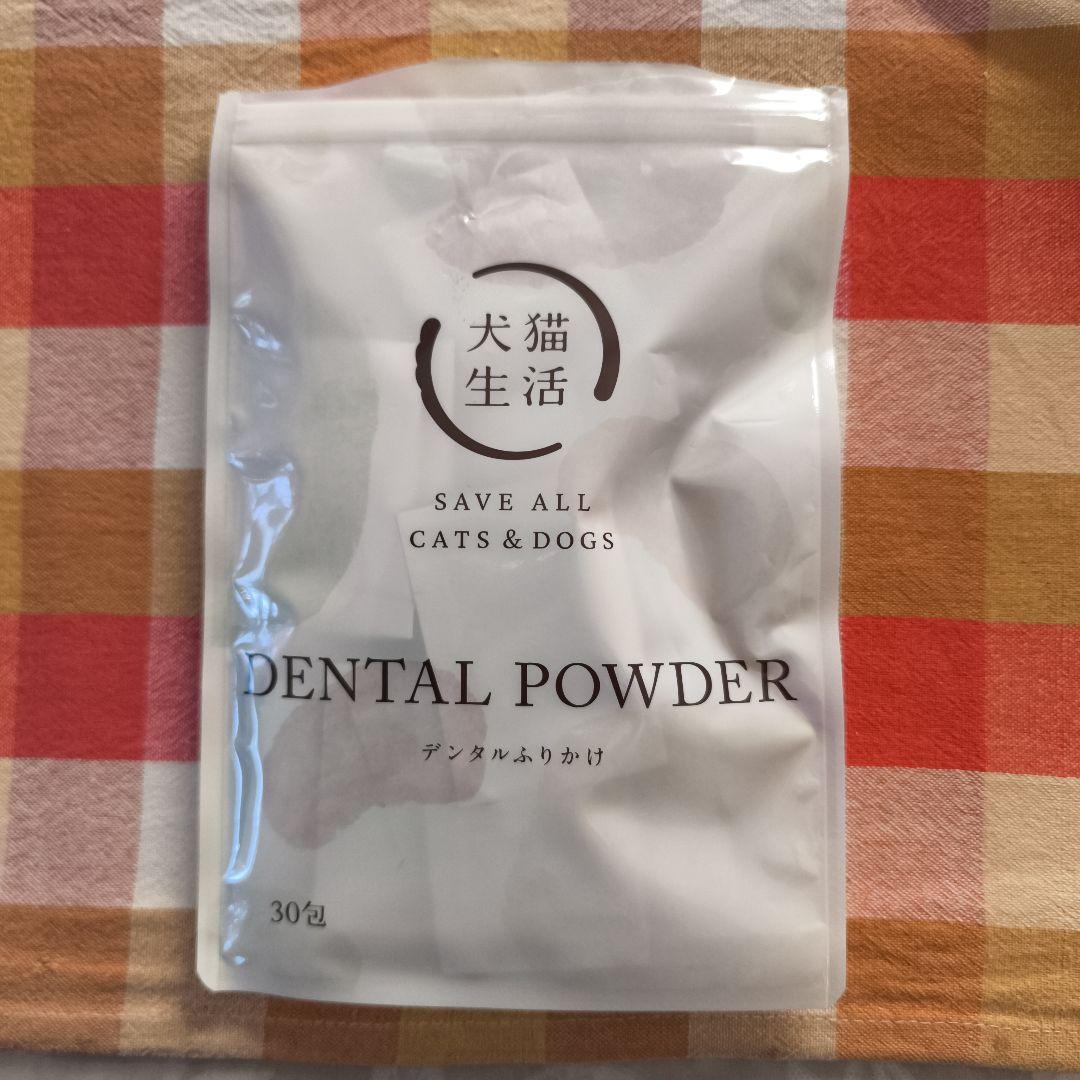 犬猫
生活
SAVE ALL
CATS & DOGS
DENTAL POWDER
デンタルふりかけ
30包